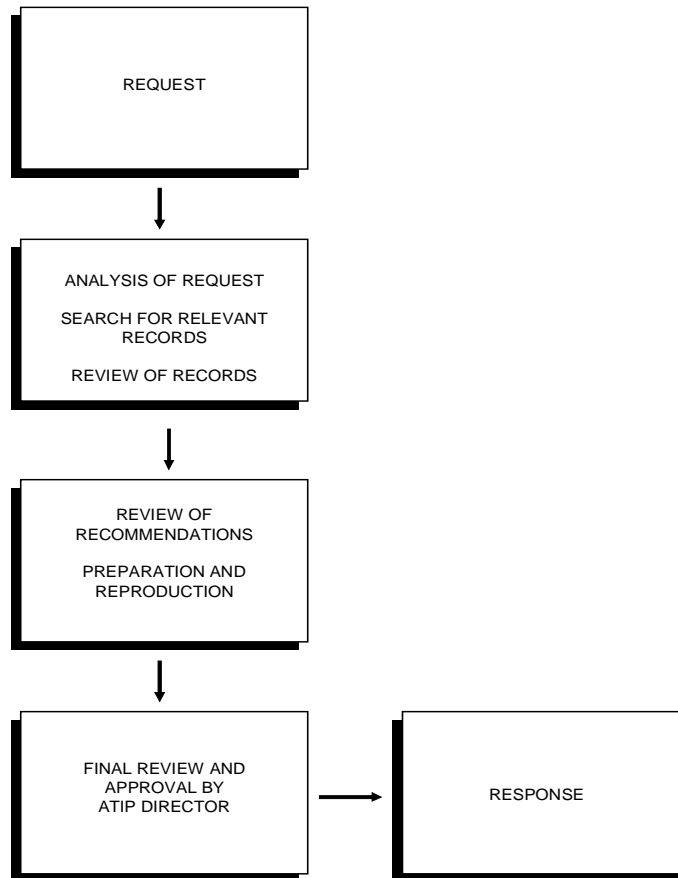 REQUEST
ANALYSIS OF REQUEST
SEARCH FOR RELEVANT
RECORDS
REVIEW OF RECORDS
REVIEW OF
RECOMMENDATIONS
PREPARATION AND
REPRODUCTION
FINAL REVIEW AND
APPROVAL BY
ATIP DIRECTOR
RESPONSE